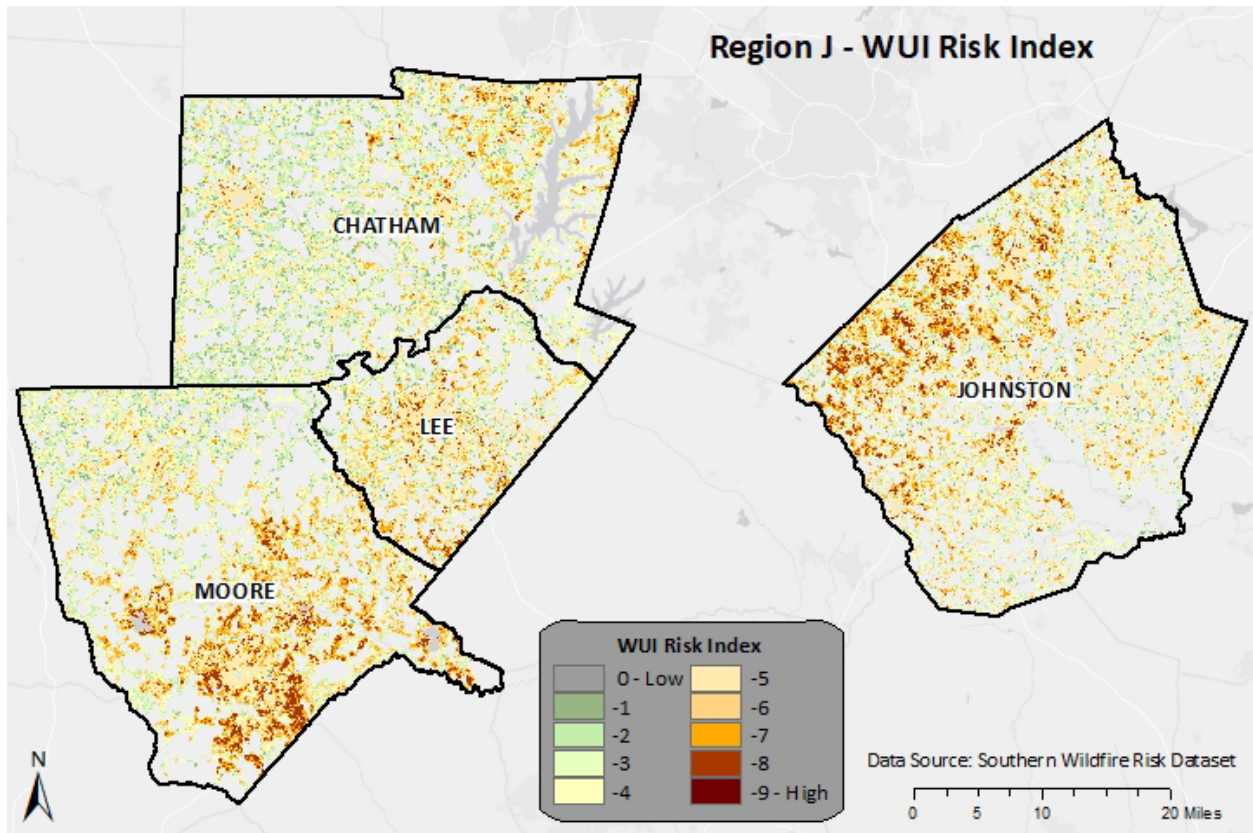 Region J - WUI Risk Index
CHATHAM
LEE
JOHNSTON
MOORE
WUI Risk Index
0 - Low
-1
-2
-3
-4
-5
-6
-7
-8
-9 - High
N
Data Source: Southern Wildfire Risk Dataset
0 5 10 20 Miles